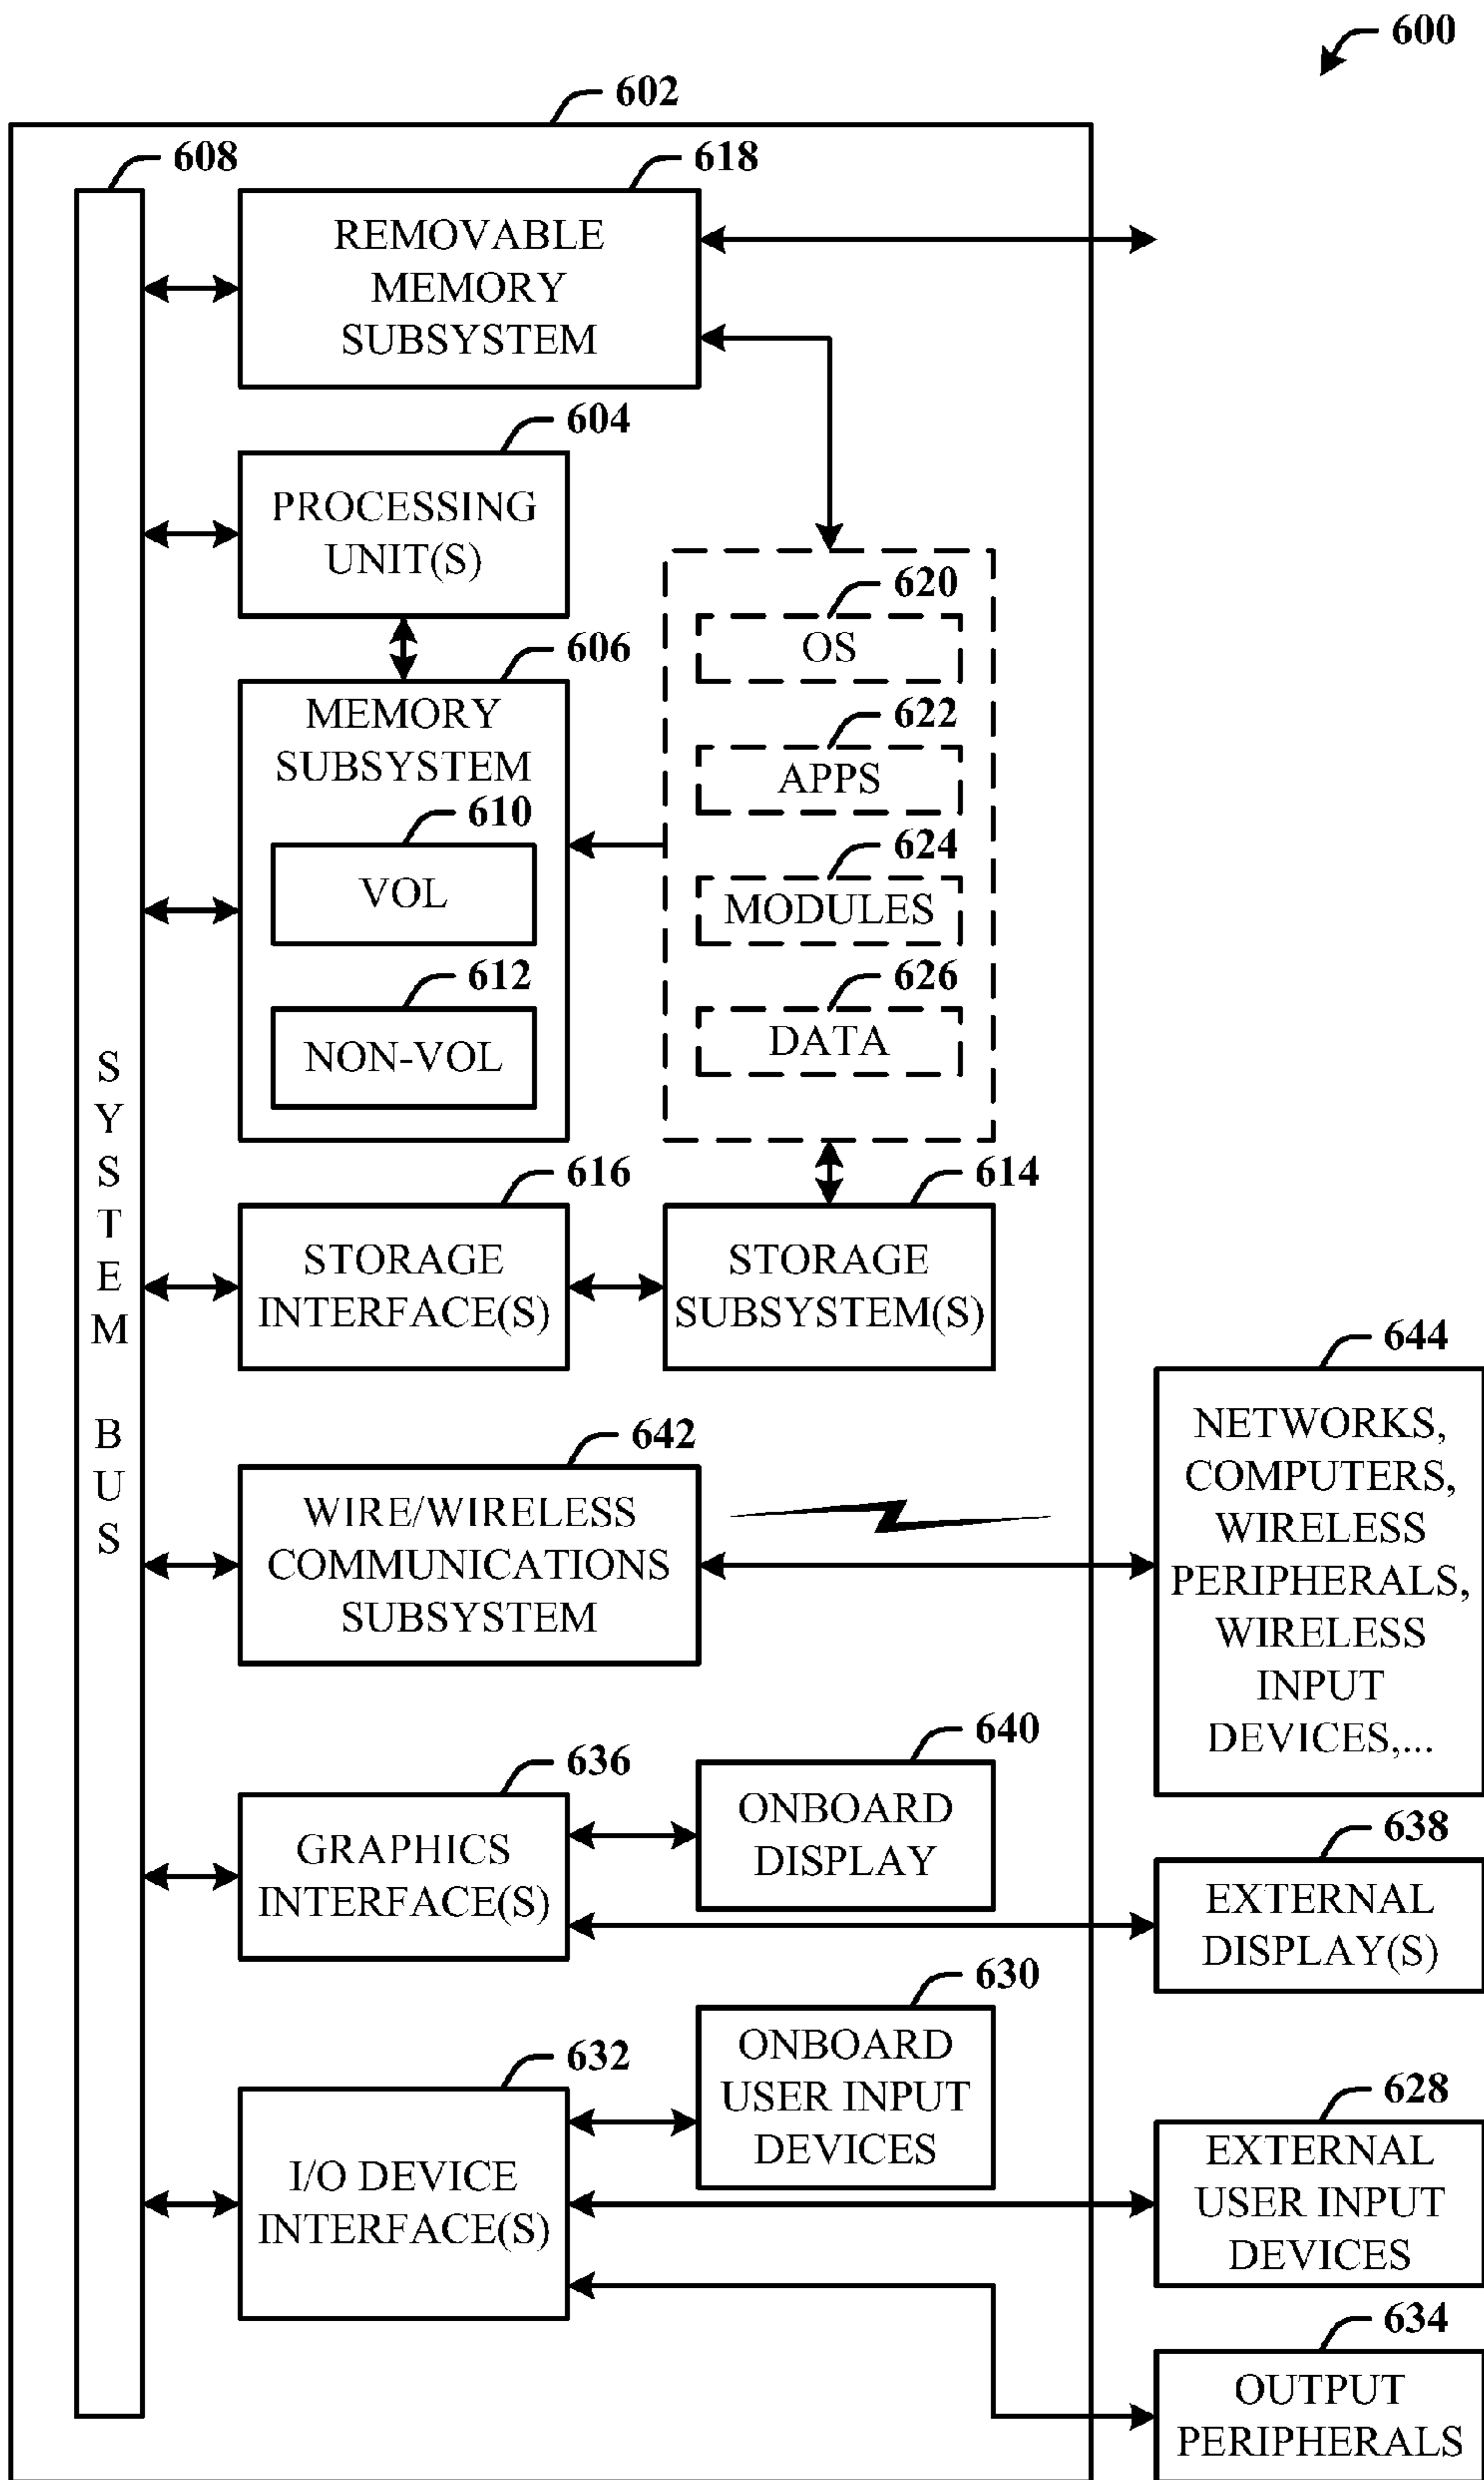 600
602
608
618
REMOVABLE
MEMORY
SUBSYSTEM
604
PROCESSING
UNIT(S)
620
OS
606
MEMORY
SUBSYSTEM
622
APPS
610
VOL
624
MODULES
612
NON-VOL
626
DATA
SYSTEM BUS
616
STORAGE
INTERFACE(S)
614
STORAGE
SUBSYSTEM(S)
644
NETWORKS,
COMPUTERS,
WIRELESS
PERIPHERALS,
WIRELESS
INPUT
DEVICES,...
642
WIRE/WIRELESS
COMMUNICATIONS
SUBSYSTEM
640
ONBOARD
DISPLAY
636
GRAPHICS
INTERFACE(S)
638
EXTERNAL
DISPLAY(S)
630
ONBOARD
USER INPUT
DEVICES
632
I/O DEVICE
INTERFACE(S)
628
EXTERNAL
USER INPUT
DEVICES
634
OUTPUT
PERIPHERALS